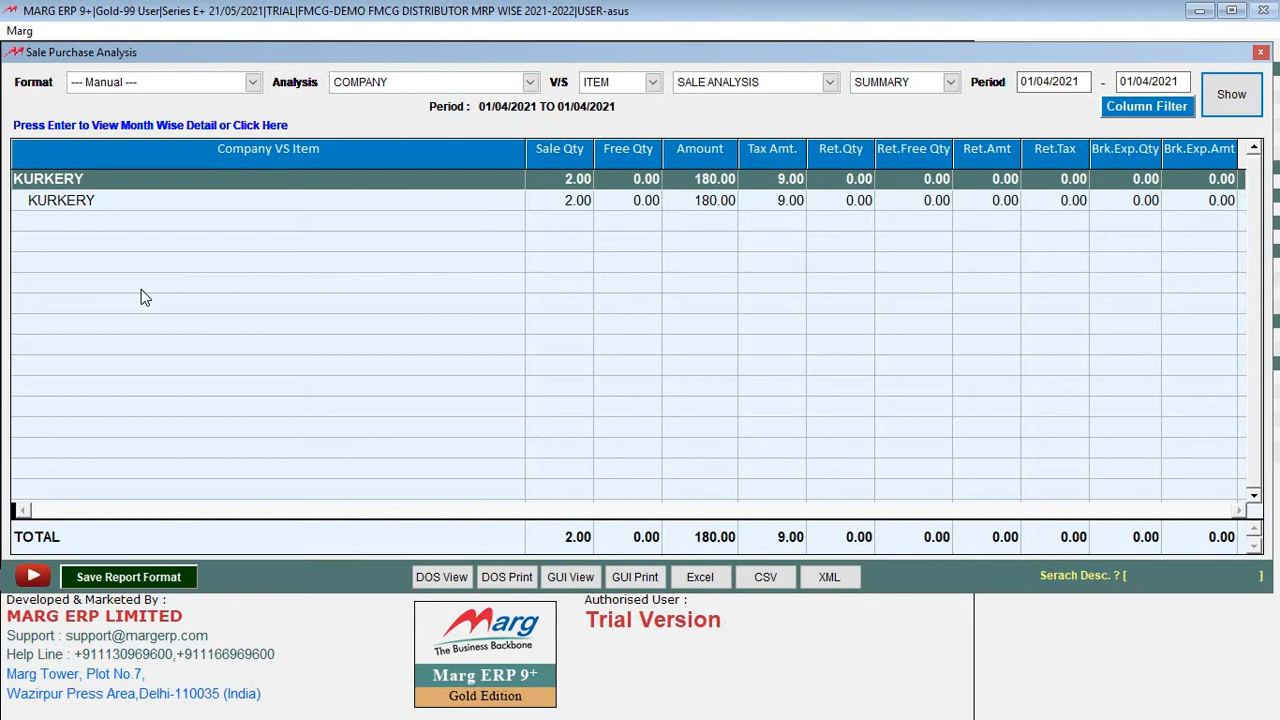 MARG ERP 9+|Gold-99 User|Series E+ 21/05/2021|TRIAL|FMCG-DEMO FMCG DISTRIBUTOR MRP WISE 2021-2022|USER-asus
Marg
Sale Purchase Analysis
Format --- Manual --- Analysis COMPANY V/S ITEM SALE ANALYSIS SUMMARY Period 01/04/2021 - 01/04/2021 Show
Period : 01/04/2021 TO 01/04/2021 Column Filter
Press Enter to View Month Wise Detail or Click Here
Company VS Item Sale Qty Free Qty Amount Tax Amt. Ret.Qty Ret.Free Qty Ret.Amt Ret.Tax Brk.Exp.Qty Brk.Exp.Amt
KURKERY 2.00 0.00 180.00 9.00 0.00 0.00 0.00 0.00 0.00 0.00
KURKERY 2.00 0.00 180.00 9.00 0.00 0.00 0.00 0.00 0.00 0.00
TOTAL 2.00 0.00 180.00 9.00 0.00 0.00 0.00 0.00 0.00 0.00
Save Report Format DOS View DOS Print GUI View GUI Print Excel CSV XML Serach Desc. ? [ ]
Developed & Marketed By :
MARG ERP LIMITED
Support : support@margerp.com
Help Line : +911130969600,+911166969600
Marg Tower, Plot No.7,
Wazirpur Press Area,Delhi-110035 (India)
Marg
The Business Backbone
Marg ERP 9+
Gold Edition
Authorised User :
Trial Version